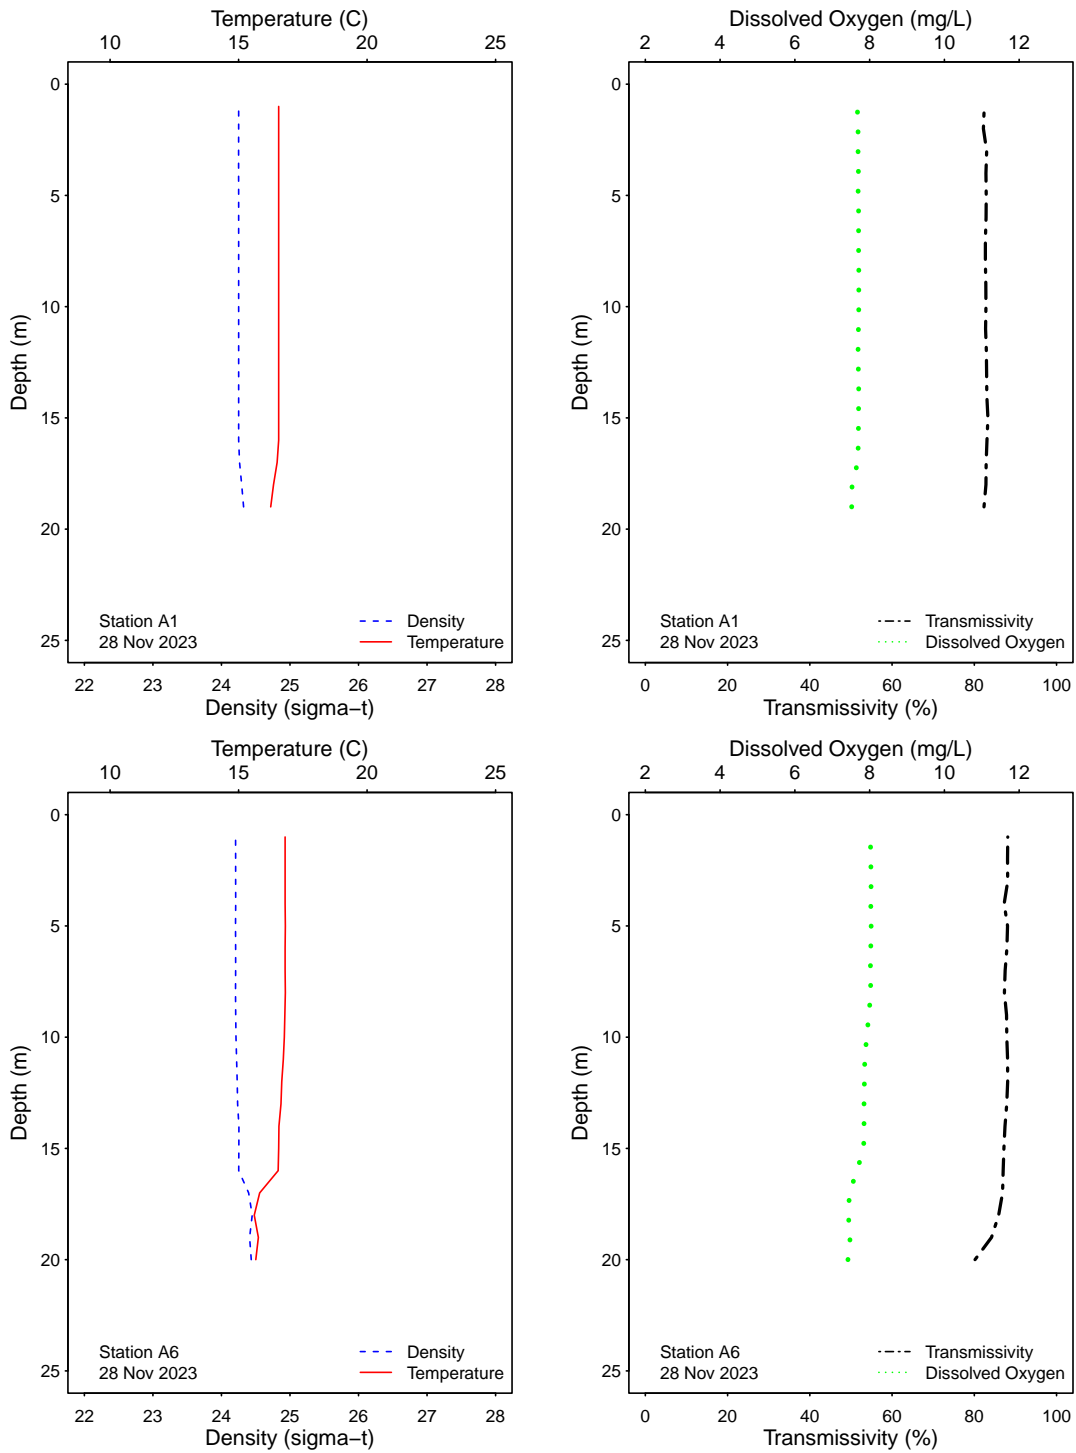 Temperature (C)
10 15 20 25
0
5
10
15
20
25
Depth (m)
Station A1
28 Nov 2023
Density
Temperature
22 23 24 25 26 27 28
Density (sigma−t)
Dissolved Oxygen (mg/L)
2 4 6 8 10 12
0
5
10
15
20
25
Depth (m)
Station A1
28 Nov 2023
Transmissivity
Dissolved Oxygen
0 20 40 60 80 100
Transmissivity (%)
Temperature (C)
10 15 20 25
0
5
10
15
20
25
Depth (m)
Station A6
28 Nov 2023
Density
Temperature
22 23 24 25 26 27 28
Density (sigma−t)
Dissolved Oxygen (mg/L)
2 4 6 8 10 12
0
5
10
15
20
25
Depth (m)
Station A6
28 Nov 2023
Transmissivity
Dissolved Oxygen
0 20 40 60 80 100
Transmissivity (%)